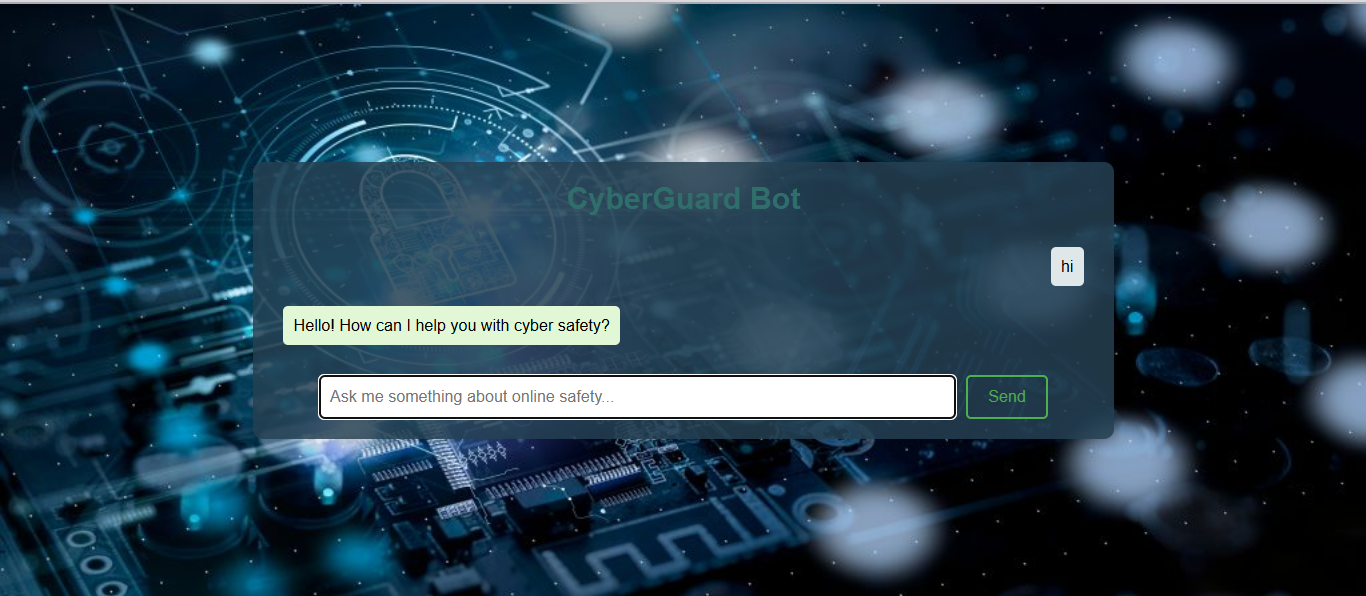 CyberGuard Bot
hi
Hello! How can I help you with cyber safety?
Ask me something about online safety...
Send